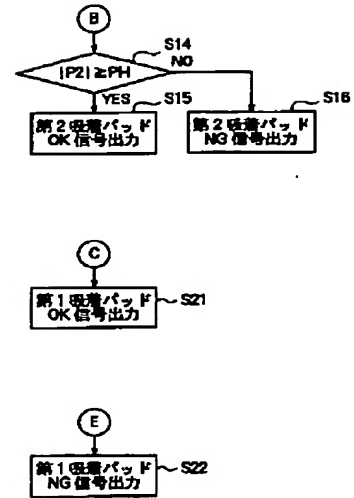 B
S14
|P2|≧PH
NO
YES
S15
S16
第2吸着パッド
OK信号出力
第2吸着パッド
NG信号出力
C
第1吸着パッド
OK信号出力
S21
E
第1吸着パッド
NG信号出力
S22